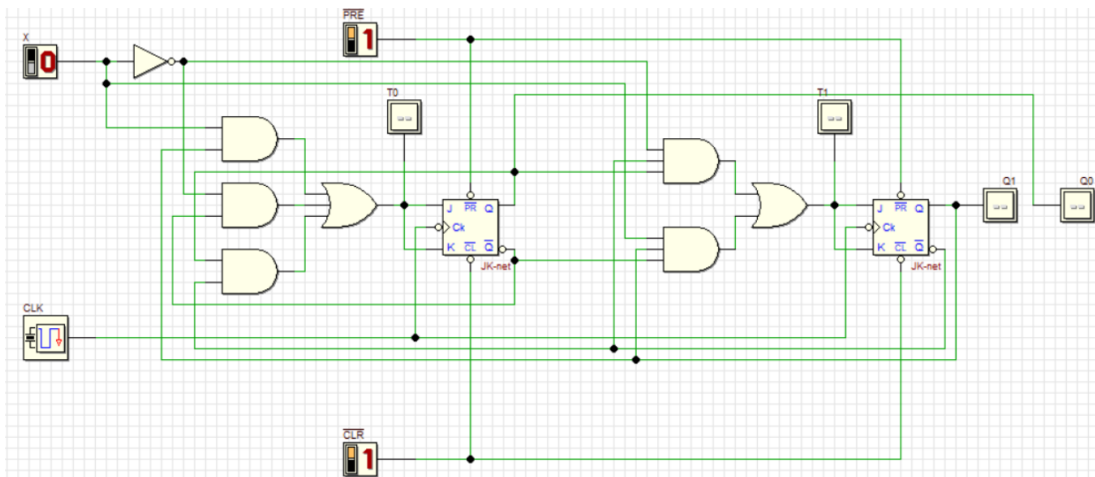 X
0
PRE
1
T0
--
T1
--
Q1
--
Q0
--
J PR Q
Ck
K CL Q
JK-net
J PR Q
Ck
K CL Q
JK-net
CLK
CLR
1